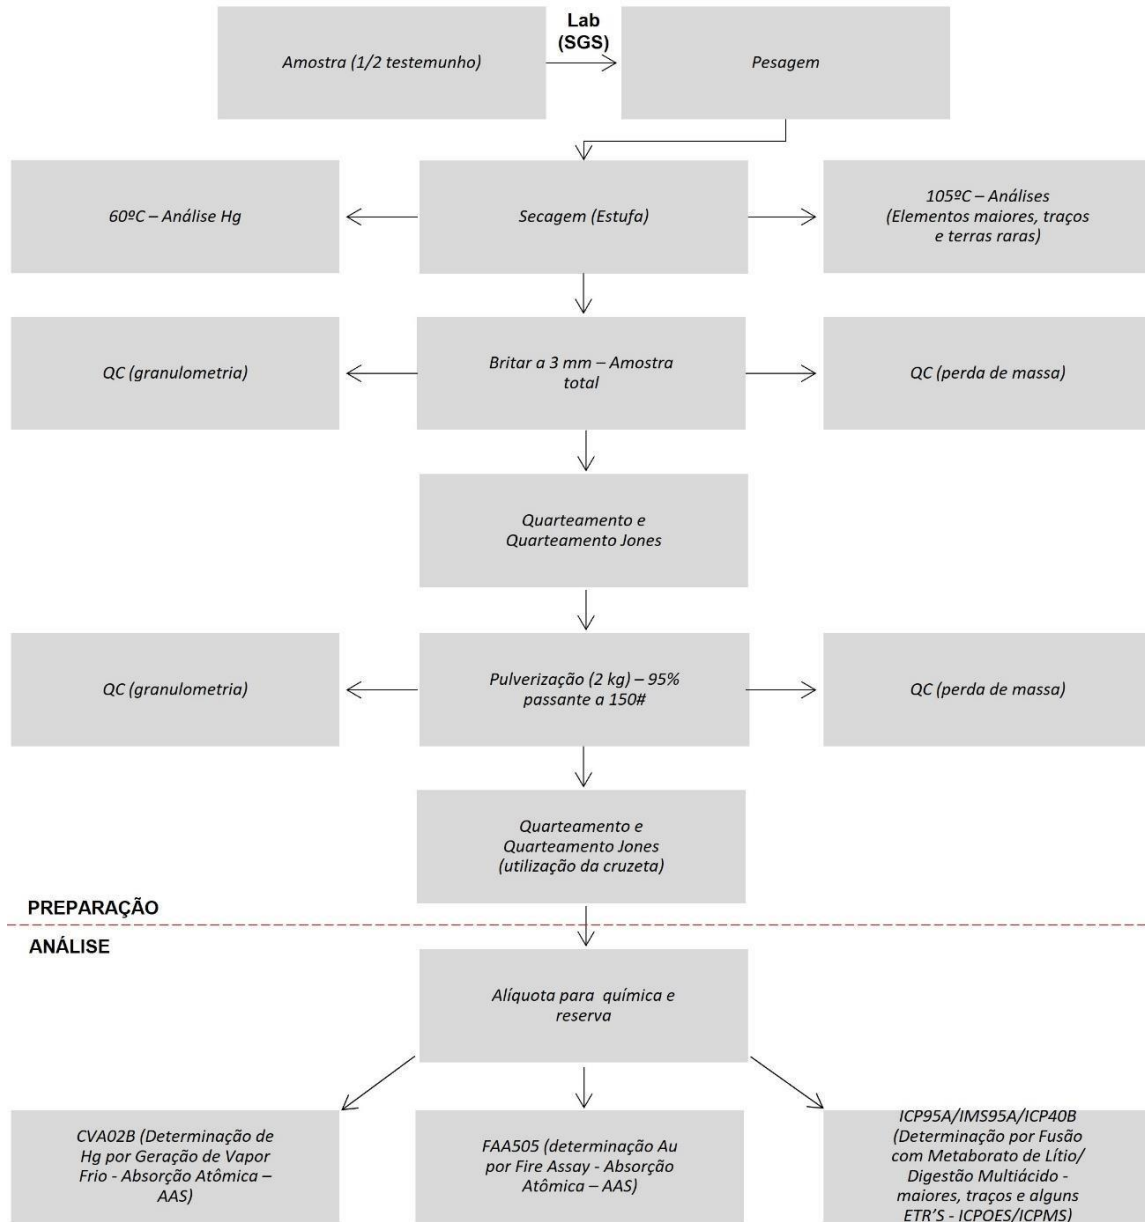 Lab
(SGS)
Amostra (1/2 testemunho)
Pesagem
60ºC – Análise Hg
Secagem (Estufa)
105ºC – Análises
(Elementos maiores, traços
e terras raras)
QC (granulometria)
Britar a 3 mm – Amostra
total
QC (perda de massa)
Quarteamento e
Quarteamento Jones
QC (granulometria)
Pulverização (2 kg) – 95%
passante a 150#
QC (perda de massa)
Quarteamento e
Quarteamento Jones
(utilização da cruzeta)
PREPARAÇÃO
ANÁLISE
Alíquota para química e
reserva
CVA02B (Determinação de
Hg por Geração de Vapor
Frio - Absorção Atômica –
AAS)
FAA505 (determinação Au
por Fire Assay - Absorção
Atômica – AAS)
ICP95A/IMS95A/ICP40B
(Determinação por Fusão
com Metaborato de Lítio/
Digestão Multiácido -
maiores, traços e alguns
ETR'S - ICPOES/ICPMS)